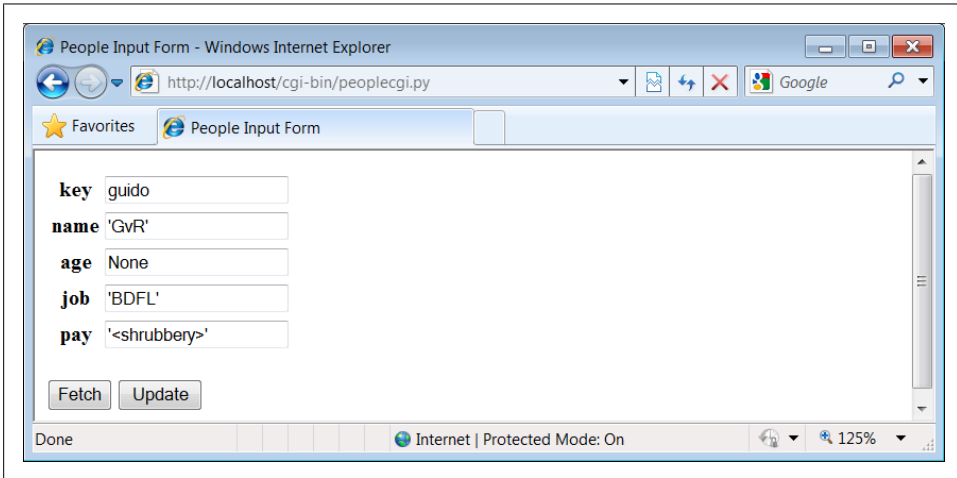 People Input Form - Windows Internet Explorer
http://localhost/cgi-bin/peoplecgi.py
Google
Favorites
People Input Form
key guido
name 'GvR'
age None
job 'BDFL'
pay '<shrubbery>'
Fetch Update
Done
Internet | Protected Mode: On
125%